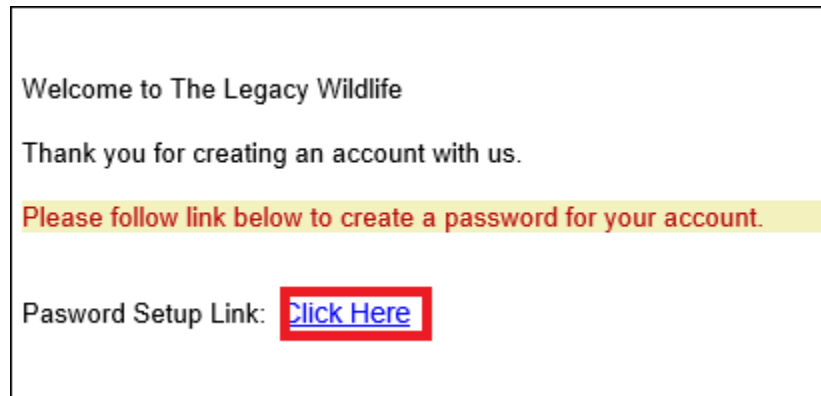 Welcome to The Legacy Wildlife
Thank you for creating an account with us.
Please follow link below to create a password for your account.
Pasword Setup Link: Click Here